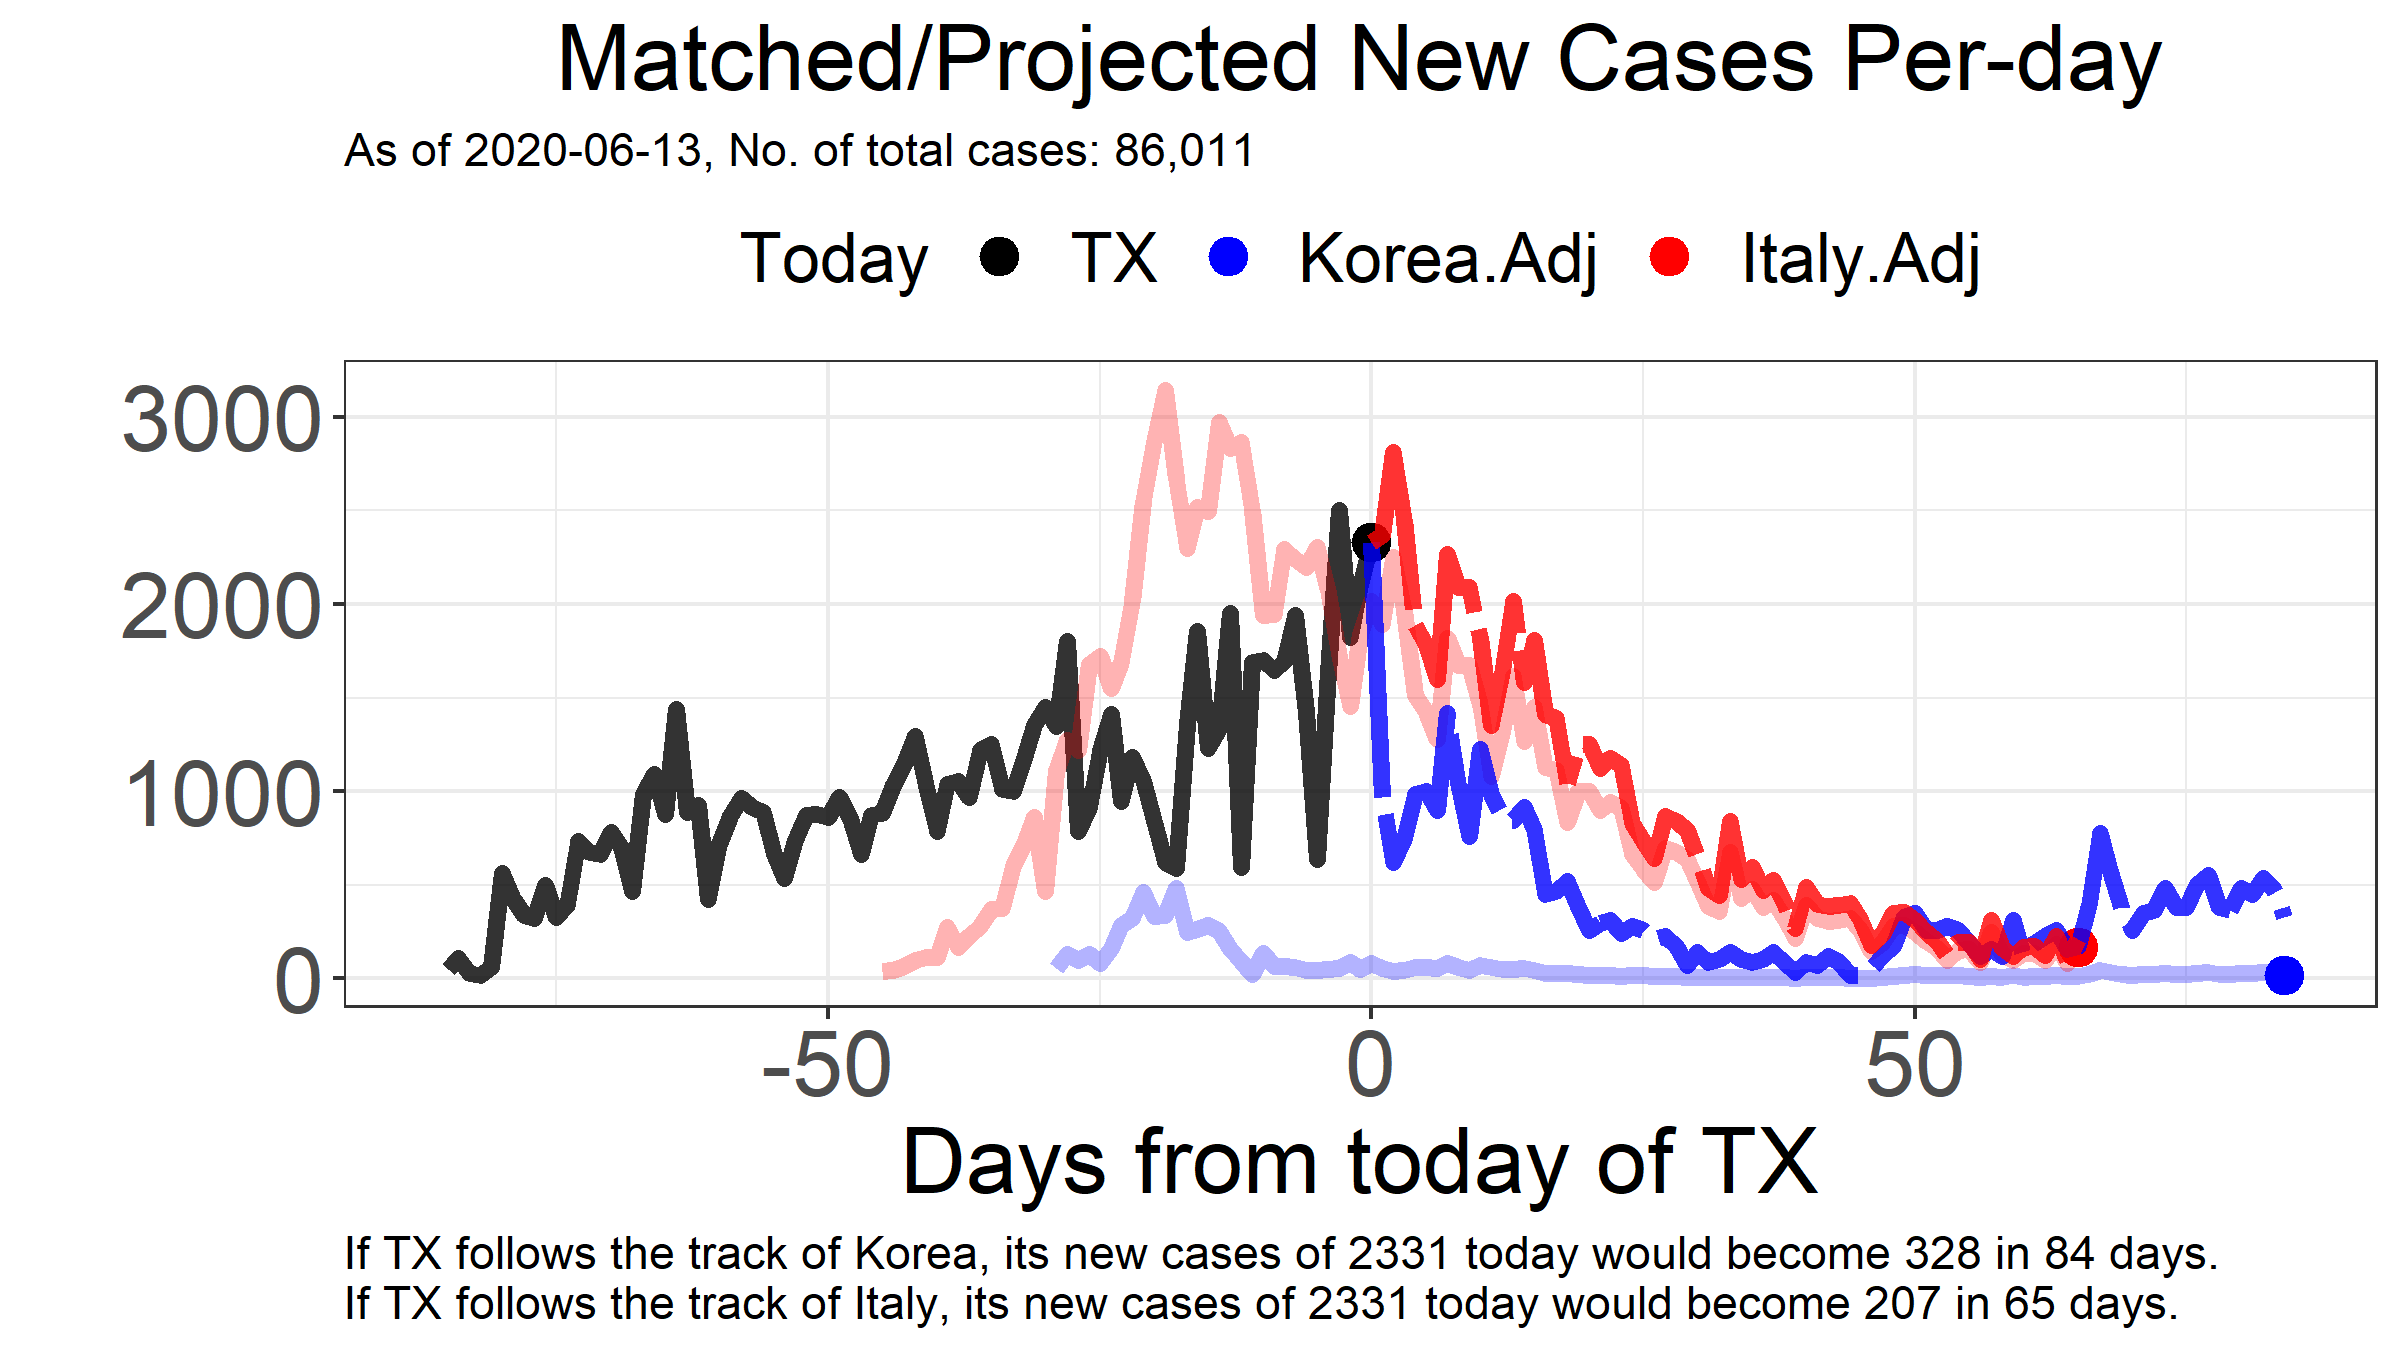 Matched/Projected New Cases Per-day
As of 2020-06-13, No. of total cases: 86,011
Today TX Korea.Adj Italy.Adj
3000
2000
1000
0
-50 0 50
Days from today of TX
If TX follows the track of Korea, its new cases of 2331 today would become 328 in 84 days.
If TX follows the track of Italy, its new cases of 2331 today would become 207 in 65 days.